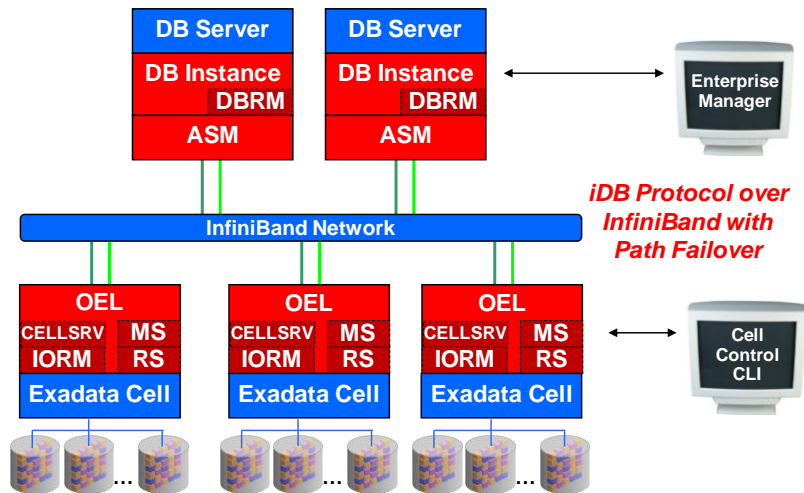 DB Server
DB Instance
DBRM
ASM
DB Server
DB Instance
DBRM
ASM
Enterprise
Manager
iDB Protocol over
InfiniBand with
Path Failover
InfiniBand Network
OEL
CELLSRV MS
IORM RS
Exadata Cell
...
OEL
CELLSRV MS
IORM RS
Exadata Cell
...
OEL
CELLSRV MS
IORM RS
Exadata Cell
...
Cell
Control
CLI